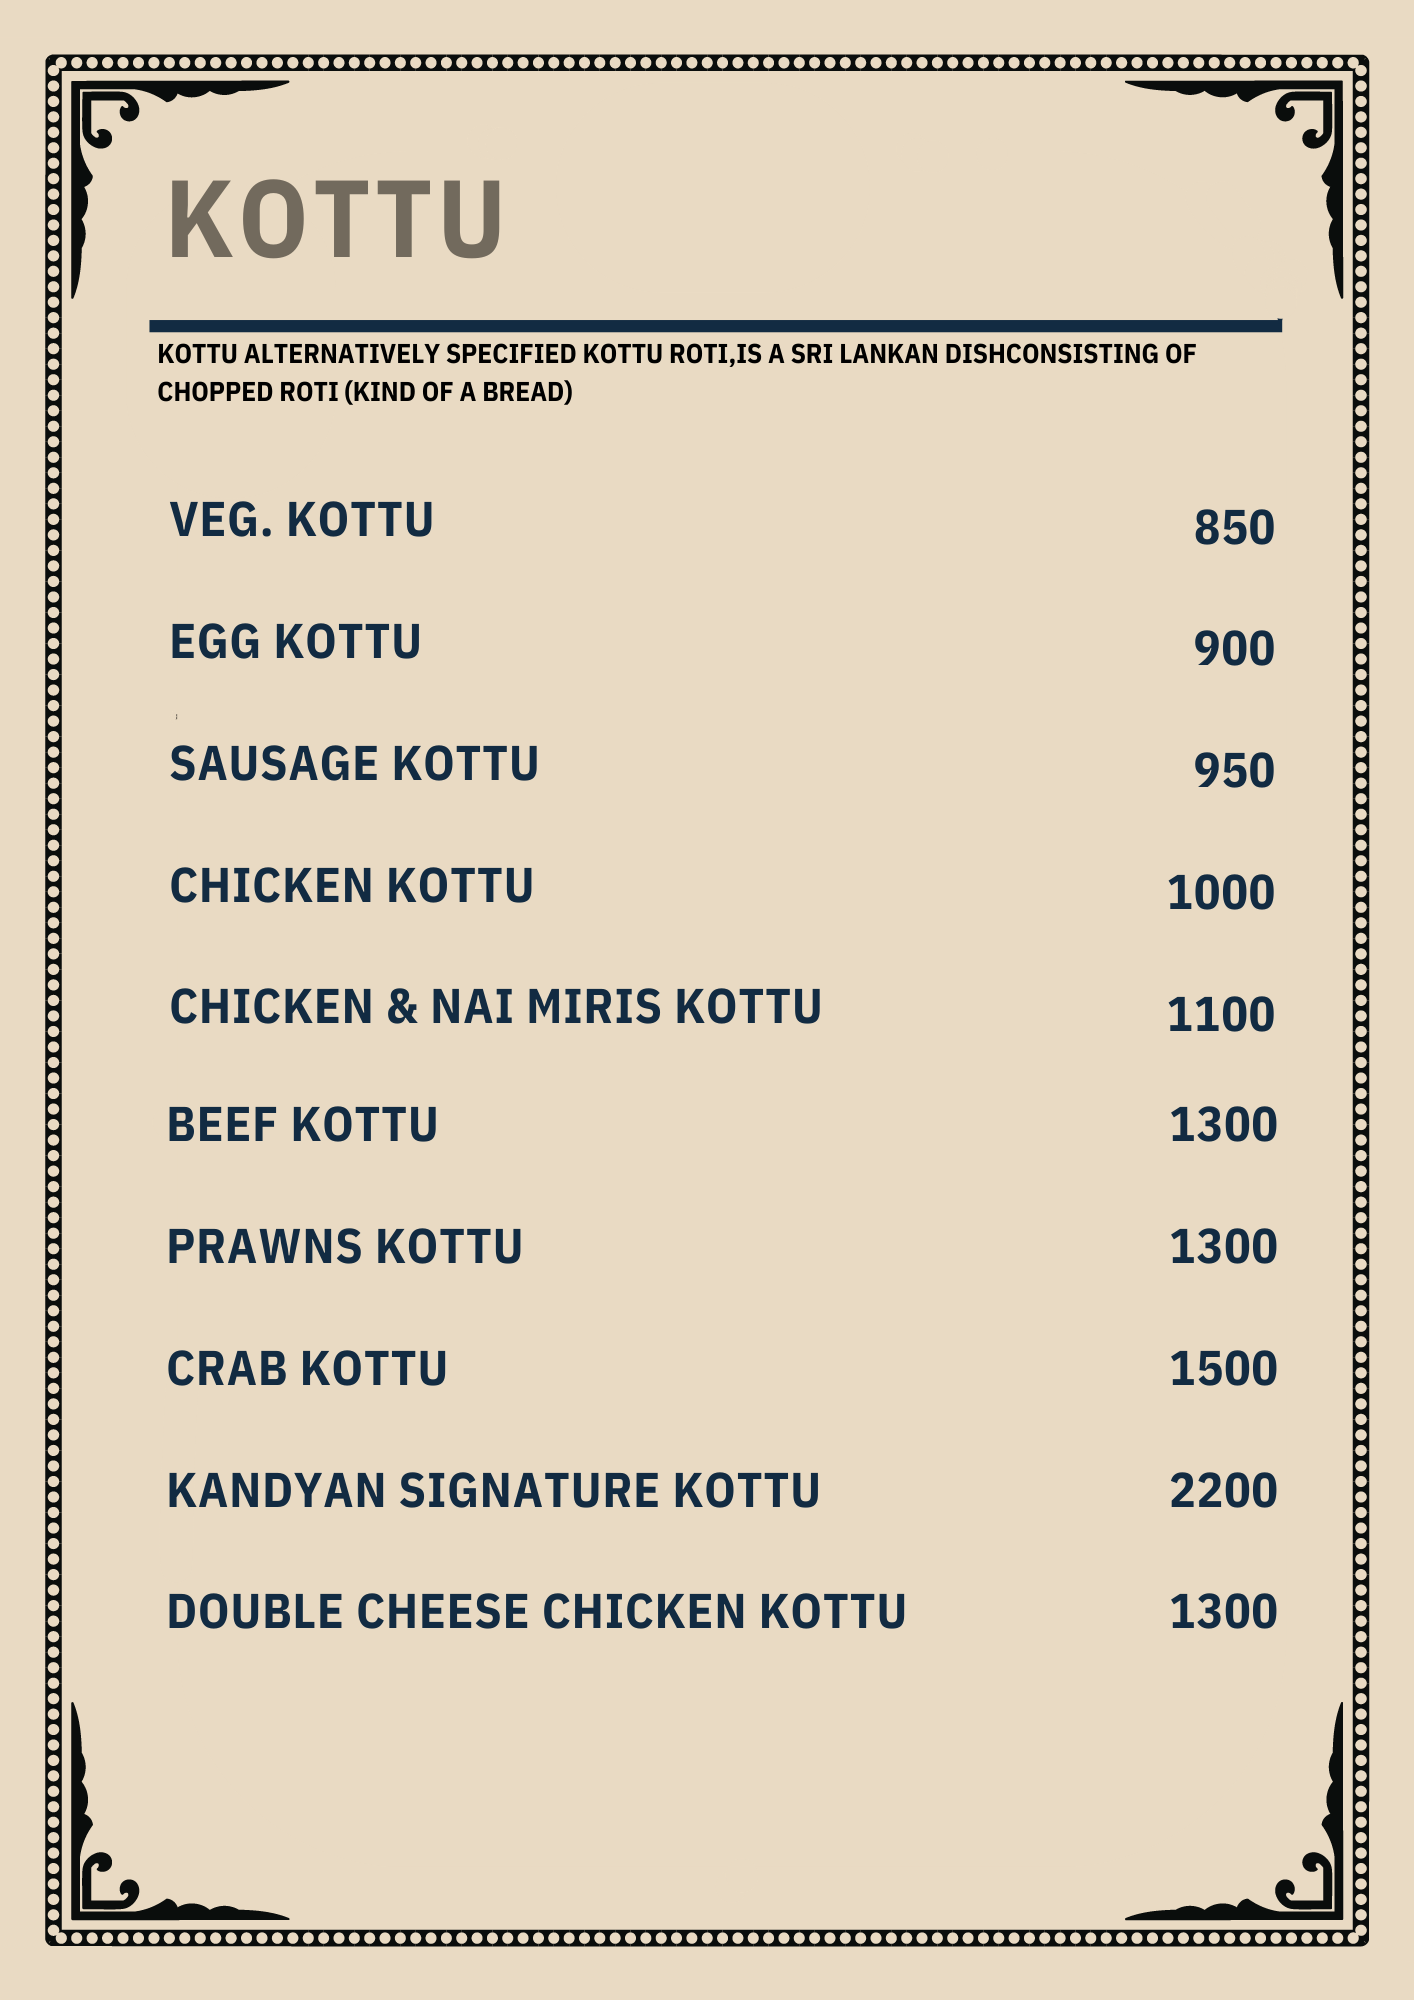 KOTTU
KOTTU ALTERNATIVELY SPECIFIED KOTTU ROTI,IS A SRI LANKAN DISHCONSISTING OF
CHOPPED ROTI (KIND OF A BREAD)
VEG. KOTTU 850
EGG KOTTU 900
SAUSAGE KOTTU 950
CHICKEN KOTTU 1000
CHICKEN & NAI MIRIS KOTTU 1100
BEEF KOTTU 1300
PRAWNS KOTTU 1300
CRAB KOTTU 1500
KANDYAN SIGNATURE KOTTU 2200
DOUBLE CHEESE CHICKEN KOTTU 1300